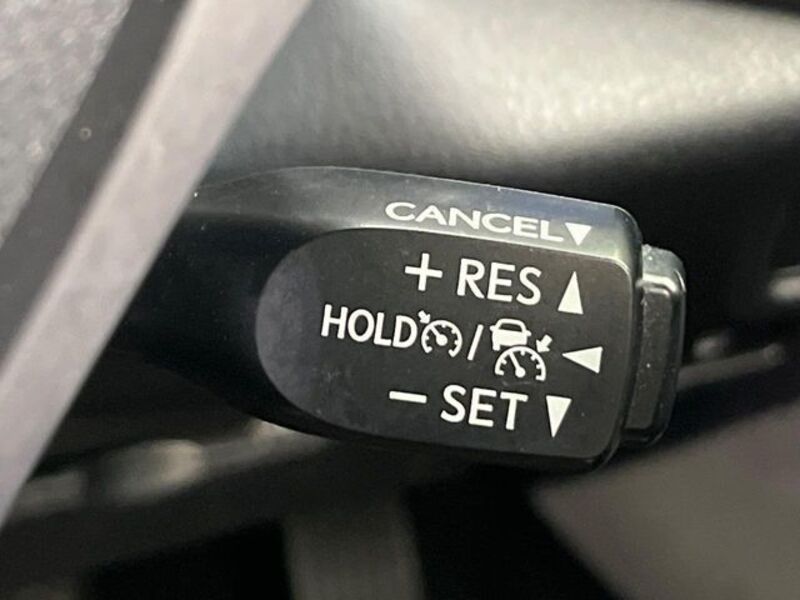 CANCEL▼
+ RES ▲
HOLD / ◀
− SET ▼